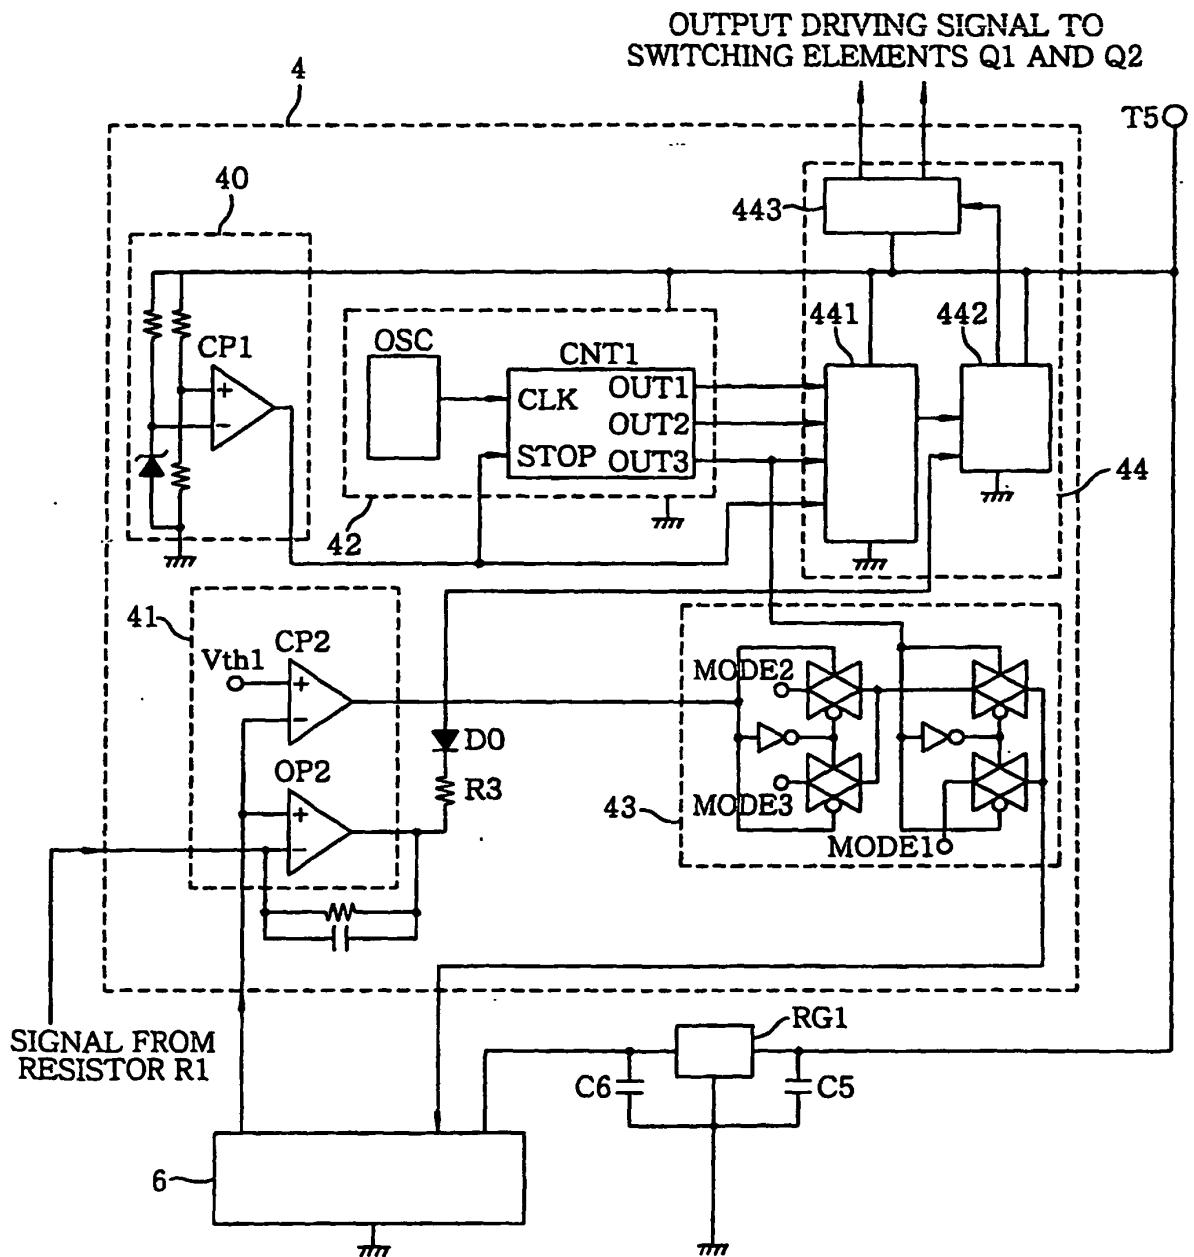 OUTPUT DRIVING SIGNAL TO
SWITCHING ELEMENTS Q1 AND Q2
4
T5
40
443
441
442
OSC
CNT1
CP1
+
−
CLK
OUT1
OUT2
STOP
OUT3
44
42
41
CP2
Vth1
+
−
MODE2
D0
OP2
R3
+
−
43
MODE3
MODE1
SIGNAL FROM
RESISTOR R1
RG1
C6
C5
6